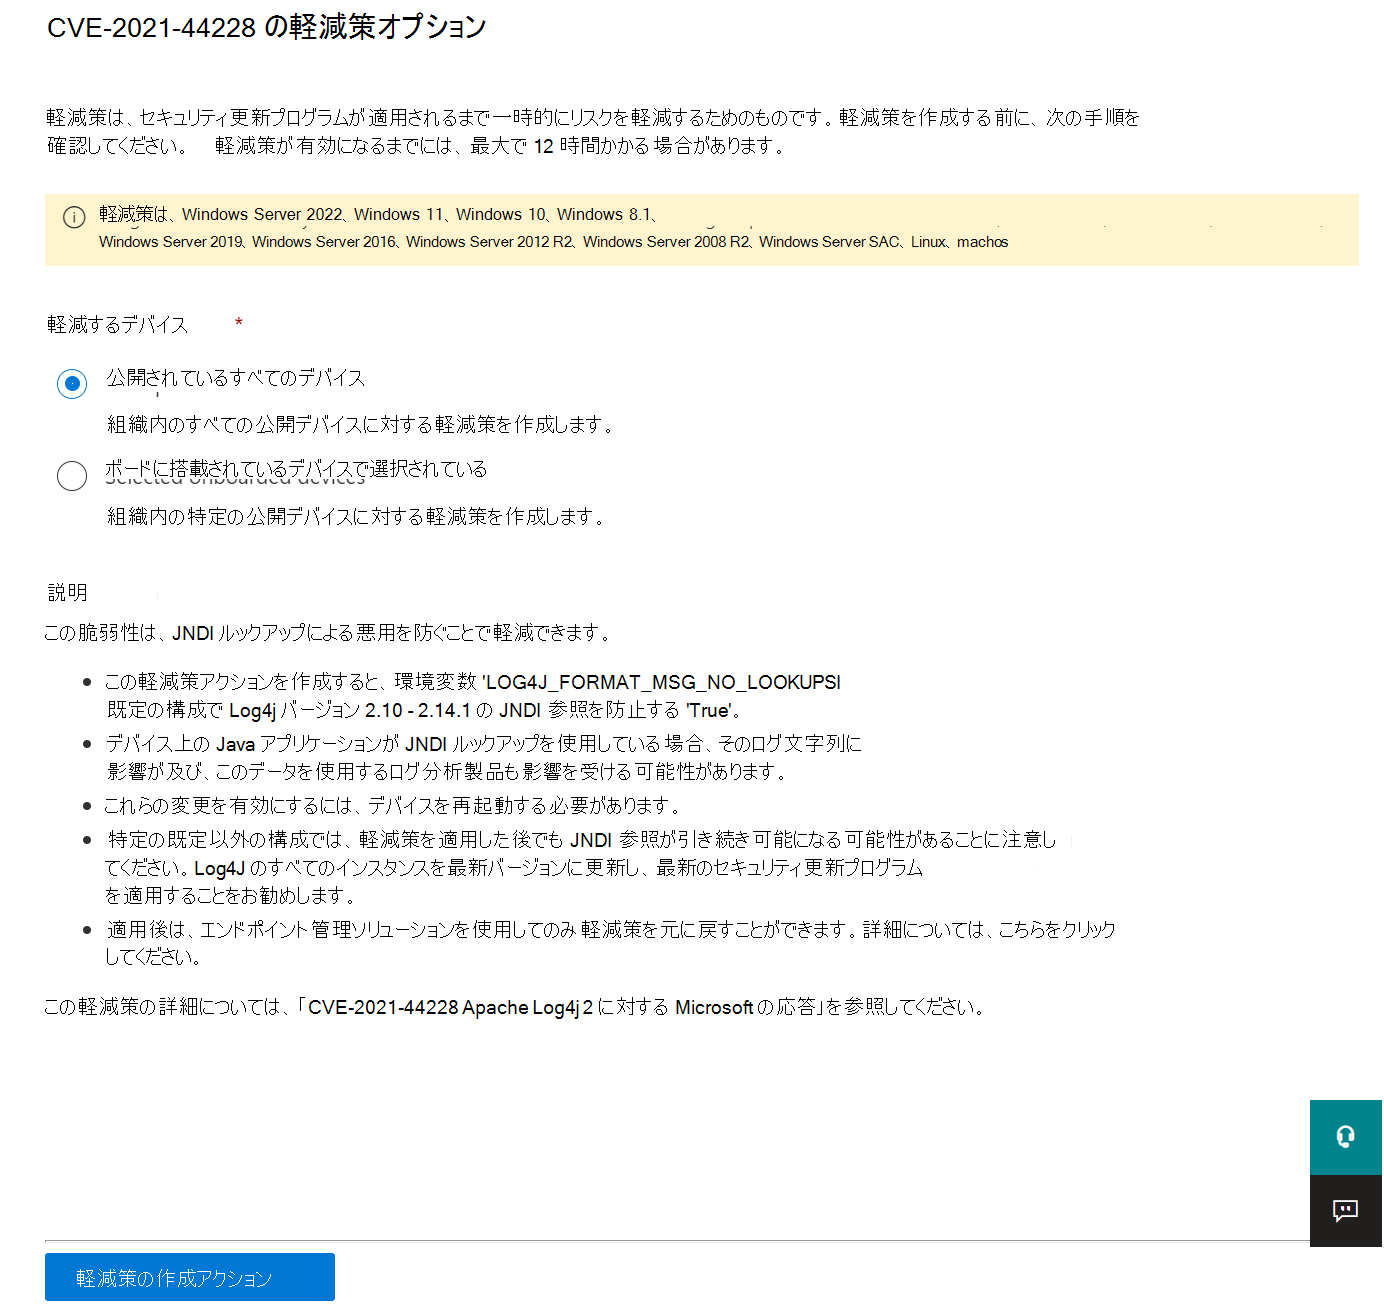 CVE-2021-44228 の軽減策オプション
軽減策は、セキュリティ更新プログラムが適用されるまで一時的にリスクを軽減するためのものです。軽減策を作成する前に、次の手順を
確認してください。 軽減策が有効になるまでには、最大で 12 時間かかる場合があります。
軽減策は、Windows Server 2022、Windows 11、Windows 10、Windows 8.1、
Windows Server 2019、Windows Server 2016、Windows Server 2012 R2、Windows Server 2008 R2、Windows Server SAC、Linux、machos
軽減するデバイス *
公開されているすべてのデバイス
組織内のすべての公開デバイスに対する軽減策を作成します。
ボードに搭載されているデバイスで選択されている
Selected onboarded devices
組織内の特定の公開デバイスに対する軽減策を作成します。
説明
この脆弱性は、JNDI ルックアップによる悪用を防ぐことで軽減できます。
この軽減策アクションを作成すると、環境変数 'LOG4J_FORMAT_MSG_NO_LOOKUPSI
既定の構成で Log4j バージョン 2.10 - 2.14.1 の JNDI 参照を防止する 'True'。
デバイス上の Java アプリケーションが JNDI ルックアップを使用している場合、そのログ文字列に
影響が及び、このデータを使用するログ分析製品も影響を受ける可能性があります。
これらの変更を有効にするには、デバイスを再起動する必要があります。
特定の既定以外の構成では、軽減策を適用した後でも JNDI 参照が引き続き可能になる可能性があることに注意し
てください。Log4J のすべてのインスタンスを最新バージョンに更新し、最新のセキュリティ更新プログラム
を適用することをお勧めします。
適用後は、エンドポイント管理ソリューションを使用してのみ軽減策を元に戻すことができます。詳細については、こちらをクリック
してください。
この軽減策の詳細については、「CVE-2021-44228 Apache Log4j 2 に対する Microsoft の応答」を参照してください。
軽減策の作成アクション